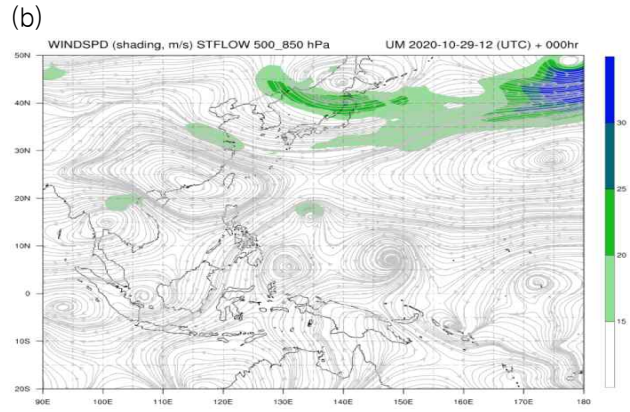 (b)
WINDSPD (shading, m/s) STFLOW 500_850 hPa UM 2020-10-29-12 (UTC) + 000hr
50N
40N
30N
20N
10N
0
10S
20S
90E 100E 110E 120E 130E 140E 150E 160E 170E 180
30
25
20
15